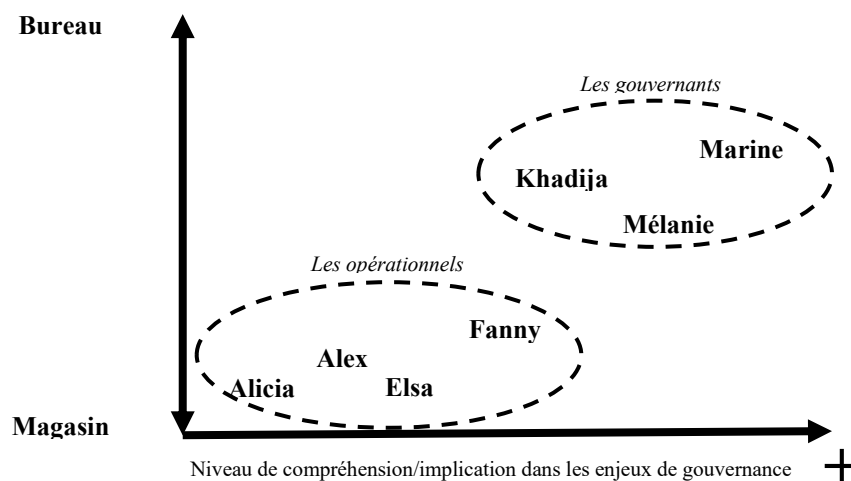 Bureau
Les gouvernants
Marine
Khadija
Mélanie
Les opérationnels
Fanny
Alex
Alicia
Elsa
Magasin
Niveau de compréhension/implication dans les enjeux de gouvernance +